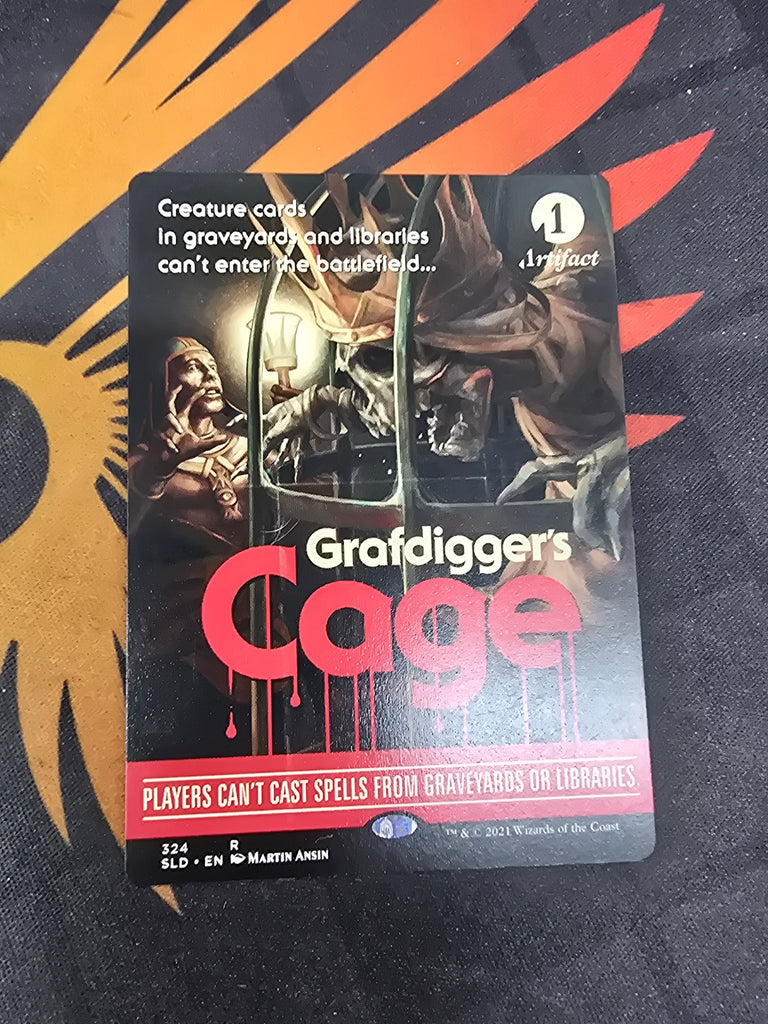 Creature cards
in graveyards and libraries
can't enter the battlefield...
1
Artifact
Grafdigger's
Cage
PLAYERS CAN'T CAST SPELLS FROM GRAVEYARDS OR LIBRARIES.
324 R
SLD • EN MARTIN ANSIN
™ & © 2021 Wizards of the Coast